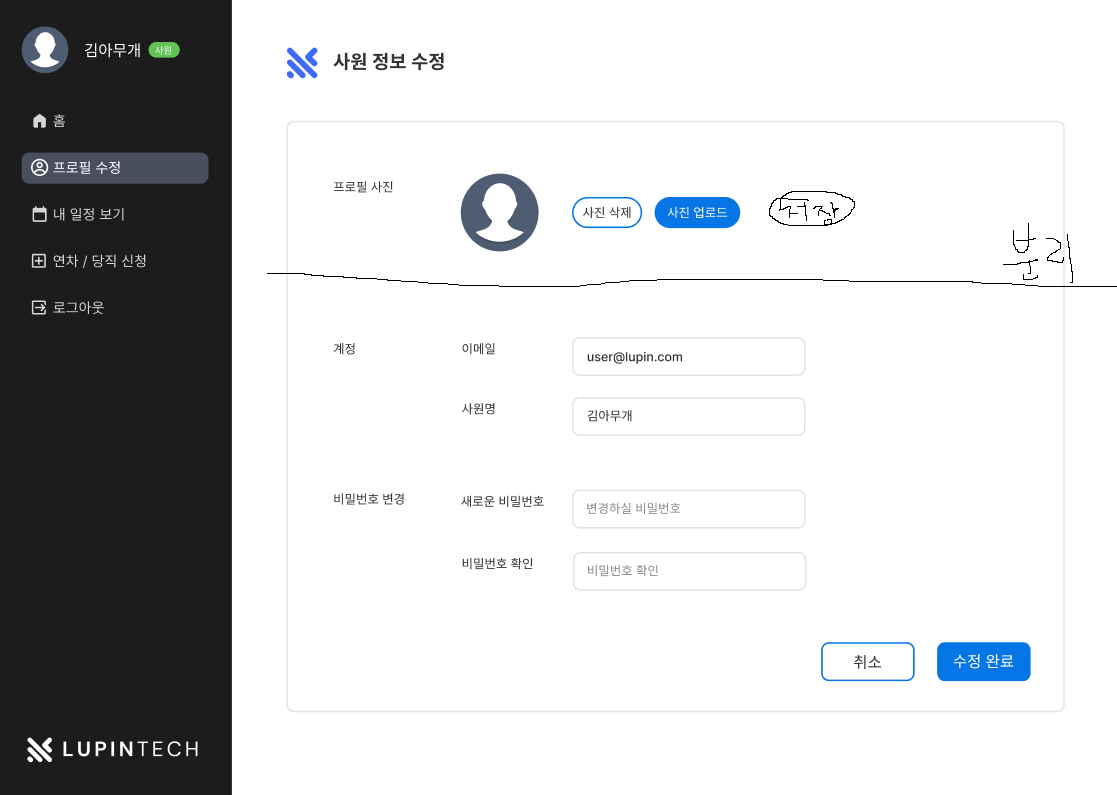 김아무개 사원
홈
프로필 수정
내 일정 보기
연차 / 당직 신청
로그아웃
LUPINTECH
사원 정보 수정
프로필 사진
사진 삭제 사진 업로드 저장
분리
계정 이메일 user@lupin.com
사원명 김아무개
비밀번호 변경 새로운 비밀번호 변경하실 비밀번호
비밀번호 확인 비밀번호 확인
취소 수정 완료